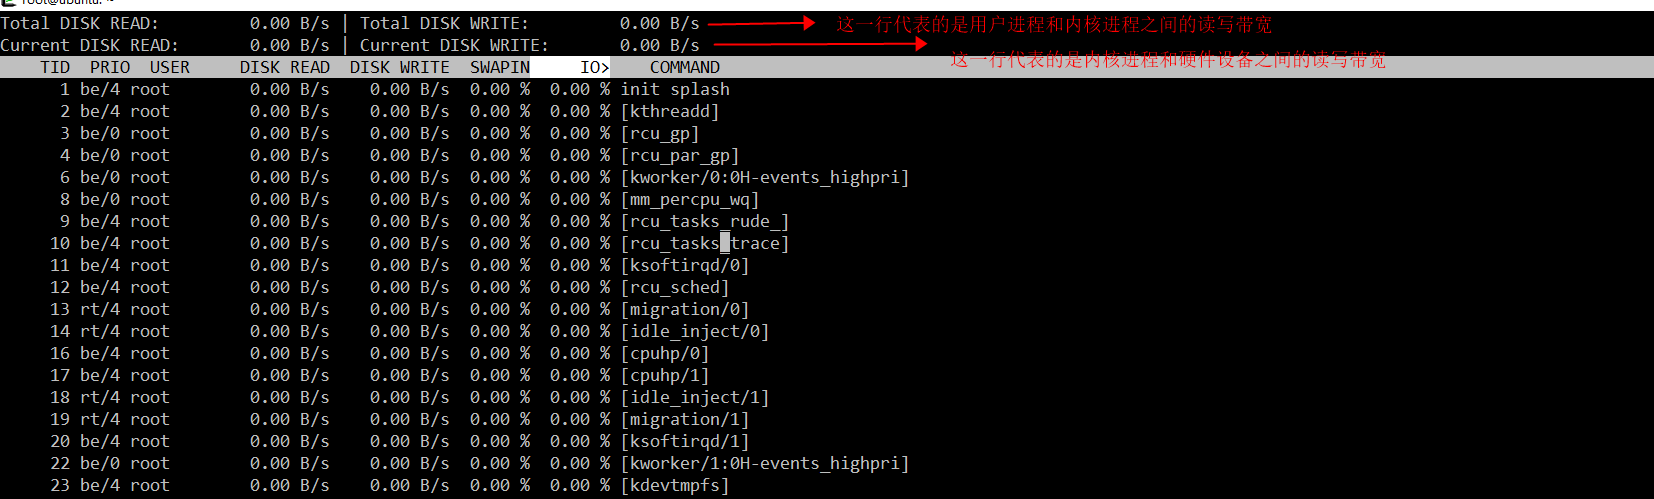 root@ubuntu: ~
Total DISK READ:         0.00 B/s | Total DISK WRITE:         0.00 B/s 这一行代表的是用户进程和内核进程之间的读写带宽
Current DISK READ:       0.00 B/s | Current DISK WRITE:       0.00 B/s
这一行代表的是内核进程和硬件设备之间的读写带宽
TID  PRIO  USER     DISK READ  DISK WRITE  SWAPIN     IO>    COMMAND
1 be/4 root        0.00 B/s    0.00 B/s  0.00 %  0.00 % init splash
2 be/4 root        0.00 B/s    0.00 B/s  0.00 %  0.00 % [kthreadd]
3 be/0 root        0.00 B/s    0.00 B/s  0.00 %  0.00 % [rcu_gp]
4 be/0 root        0.00 B/s    0.00 B/s  0.00 %  0.00 % [rcu_par_gp]
6 be/0 root        0.00 B/s    0.00 B/s  0.00 %  0.00 % [kworker/0:0H-events_highpri]
8 be/0 root        0.00 B/s    0.00 B/s  0.00 %  0.00 % [mm_percpu_wq]
9 be/4 root        0.00 B/s    0.00 B/s  0.00 %  0.00 % [rcu_tasks_rude_]
10 be/4 root        0.00 B/s    0.00 B/s  0.00 %  0.00 % [rcu_tasks_trace]
11 be/4 root        0.00 B/s    0.00 B/s  0.00 %  0.00 % [ksoftirqd/0]
12 be/4 root        0.00 B/s    0.00 B/s  0.00 %  0.00 % [rcu_sched]
13 rt/4 root        0.00 B/s    0.00 B/s  0.00 %  0.00 % [migration/0]
14 rt/4 root        0.00 B/s    0.00 B/s  0.00 %  0.00 % [idle_inject/0]
16 be/4 root        0.00 B/s    0.00 B/s  0.00 %  0.00 % [cpuhp/0]
17 be/4 root        0.00 B/s    0.00 B/s  0.00 %  0.00 % [cpuhp/1]
18 rt/4 root        0.00 B/s    0.00 B/s  0.00 %  0.00 % [idle_inject/1]
19 rt/4 root        0.00 B/s    0.00 B/s  0.00 %  0.00 % [migration/1]
20 be/4 root        0.00 B/s    0.00 B/s  0.00 %  0.00 % [ksoftirqd/1]
22 be/0 root        0.00 B/s    0.00 B/s  0.00 %  0.00 % [kworker/1:0H-events_highpri]
23 be/4 root        0.00 B/s    0.00 B/s  0.00 %  0.00 % [kdevtmpfs]